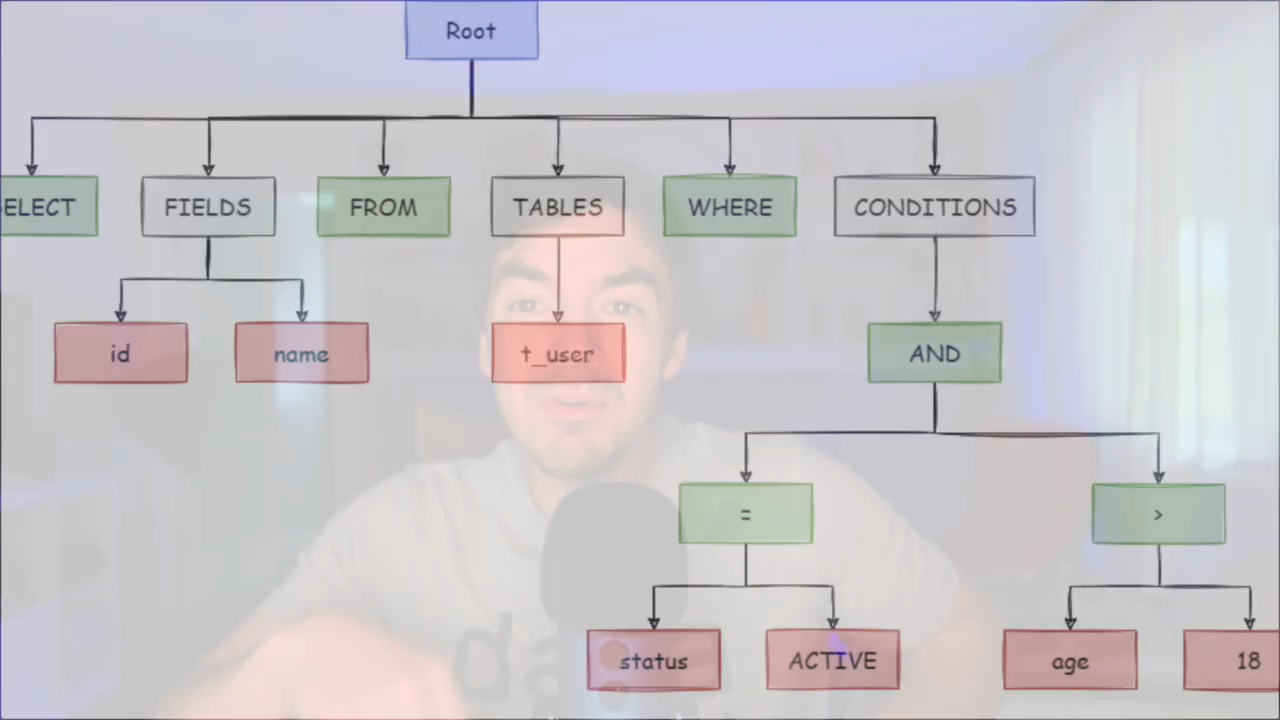 Root
ELECT FIELDS FROM TABLES WHERE CONDITIONS
id name t_user AND
= >
status ACTIVE age 18